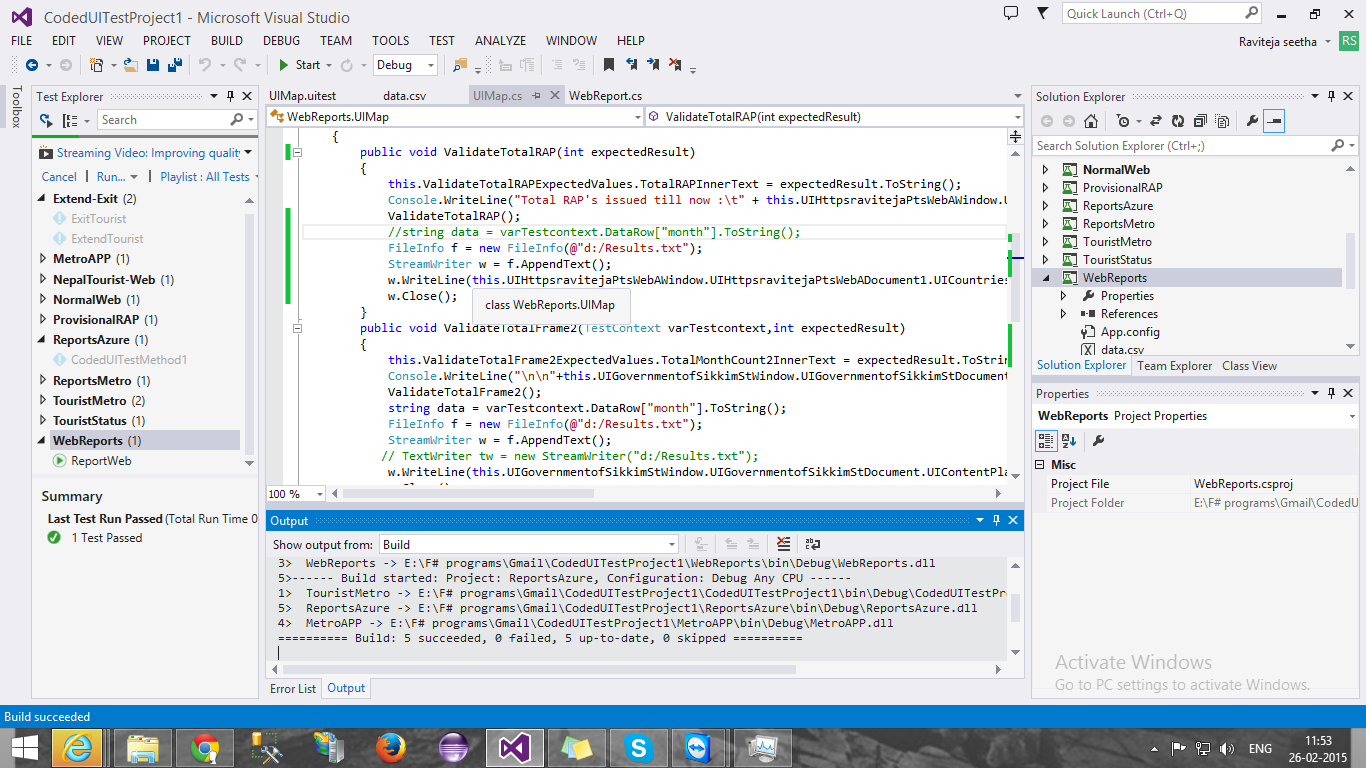 CodedUITestProject1 - Microsoft Visual Studio
Quick Launch (Ctrl+Q)
FILE EDIT VIEW PROJECT BUILD DEBUG TEAM TOOLS TEST ANALYZE WINDOW HELP
Raviteja seetha RS
Start Debug
Toolbox
Test Explorer
Search
Streaming Video: Improving quality
Cancel | Run... | Playlist : All Tests
Extend-Exit (2)
ExitTourist
ExtendTourist
MetroAPP (1)
NepalTourist-Web (1)
NormalWeb (1)
ProvisionalRAP (1)
ReportsAzure (1)
CodedUITestMethod1
ReportsMetro (1)
TouristMetro (2)
TouristStatus (1)
WebReports (1)
ReportWeb
Summary
Last Test Run Passed (Total Run Time 0
1 Test Passed
UIMap.uitest data.csv UIMap.cs WebReport.cs
WebReports.UIMap ValidateTotalRAP(int expectedResult)
{
public void ValidateTotalRAP(int expectedResult)
{
this.ValidateTotalRAPExpectedValues.TotalRAPInnerText = expectedResult.ToString();
Console.WriteLine("Total RAP's issued till now :\t" + this.UIHttpsravitejaPtsWebAWindow.U
ValidateTotalRAP();
//string data = varTestcontext.DataRow["month"].ToString();
FileInfo f = new FileInfo(@"d:/Results.txt");
StreamWriter w = f.AppendText();
w.WriteLine(this.UIHttpsravitejaPtsWebAWindow.UIHttpsravitejaPtsWebADocument1.UICountries
w.Close();
class WebReports.UIMap
}
public void ValidateTotalFrame2(TestContext varTestcontext,int expectedResult)
{
this.ValidateTotalFrame2ExpectedValues.TotalMonthCount2InnerText = expectedResult.ToStrin
Console.WriteLine("\n\n"+this.UIGovernmentofSikkimStWindow.UIGovernmentofSikkimStDocument
ValidateTotalFrame2();
string data = varTestcontext.DataRow["month"].ToString();
FileInfo f = new FileInfo(@"d:/Results.txt");
StreamWriter w = f.AppendText();
// TextWriter tw = new StreamWriter("d:/Results.txt");
w.WriteLine(this.UIGovernmentofSikkimStWindow.UIGovernmentofSikkimStDocument.UIContentPla
100 %
Output
Show output from: Build
3> WebReports -> E:\F# programs\Gmail\CodedUITestProject1\WebReports\bin\Debug\WebReports.dll
5>------ Build started: Project: ReportsAzure, Configuration: Debug Any CPU ------
1> TouristMetro -> E:\F# programs\Gmail\CodedUITestProject1\CodedUITestProject1\bin\Debug\CodedUITestPr
5> ReportsAzure -> E:\F# programs\Gmail\CodedUITestProject1\ReportsAzure\bin\Debug\ReportsAzure.dll
4> MetroAPP -> E:\F# programs\Gmail\CodedUITestProject1\MetroAPP\bin\Debug\MetroAPP.dll
========== Build: 5 succeeded, 0 failed, 5 up-to-date, 0 skipped ==========
Error List Output
Solution Explorer
Search Solution Explorer (Ctrl+;)
NormalWeb
ProvisionalRAP
ReportsAzure
ReportsMetro
TouristMetro
TouristStatus
WebReports
Properties
References
App.config
data.csv
Solution Explorer Team Explorer Class View
Properties
WebReports Project Properties
Misc
Project File WebReports.csproj
Project Folder E:\F# programs\Gmail\CodedU
Activate Windows
Go to PC settings to activate Windows.
Build succeeded
ENG
11:53
26-02-2015